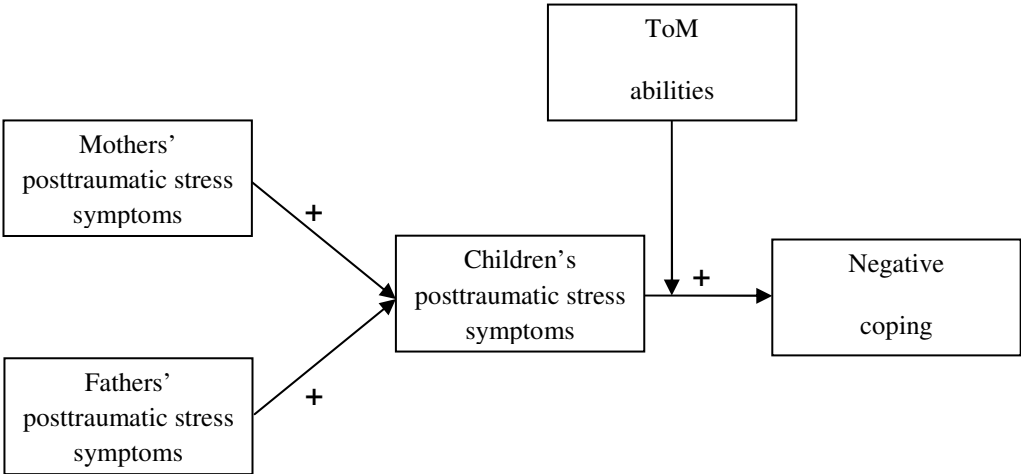 ToM
abilities
Mothers’
posttraumatic stress
symptoms
+
Children’s
posttraumatic stress
symptoms
+
Negative
coping
Fathers’
posttraumatic stress
symptoms
+